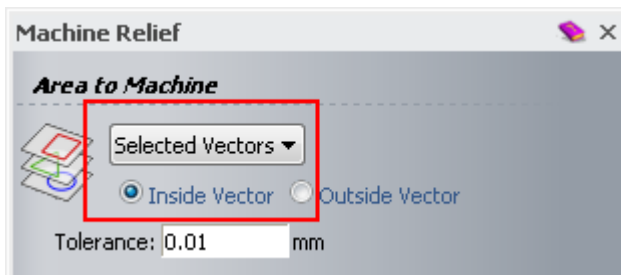 Machine Relief
Area to Machine
Selected Vectors
Inside Vector Outside Vector
Tolerance: 0.01 mm